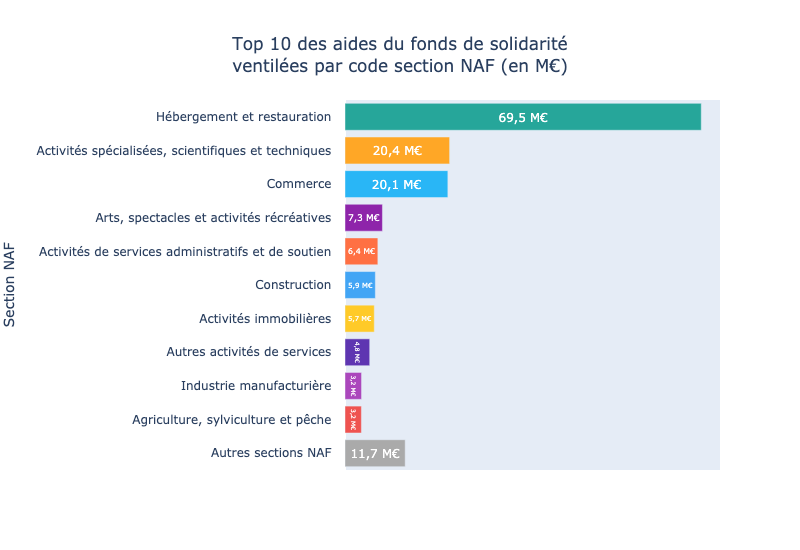 Top 10 des aides du fonds de solidarité
ventilées par code section NAF (en M€)
Section NAF
Hébergement et restauration 69,5 M€
Activités spécialisées, scientifiques et techniques 20,4 M€
Commerce 20,1 M€
Arts, spectacles et activités récréatives 7,3 M€
Activités de services administratifs et de soutien 6,4 M€
Construction 5,9 M€
Activités immobilières 5,7 M€
Autres activités de services 4,8 M€
Industrie manufacturière 3,2 M€
Agriculture, sylviculture et pêche 3,2 M€
Autres sections NAF 11,7 M€